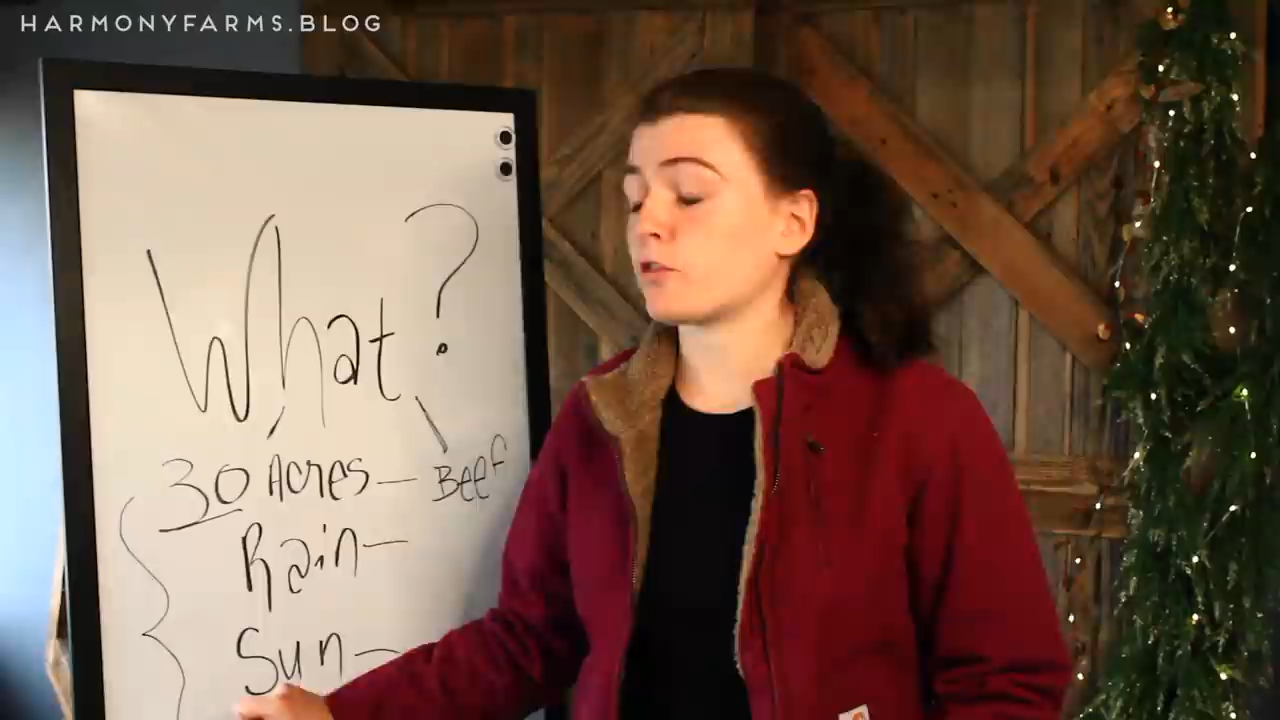 HARMONYFARMS.BLOG
What?
30 Acres— Beef
Rain—
Sun—